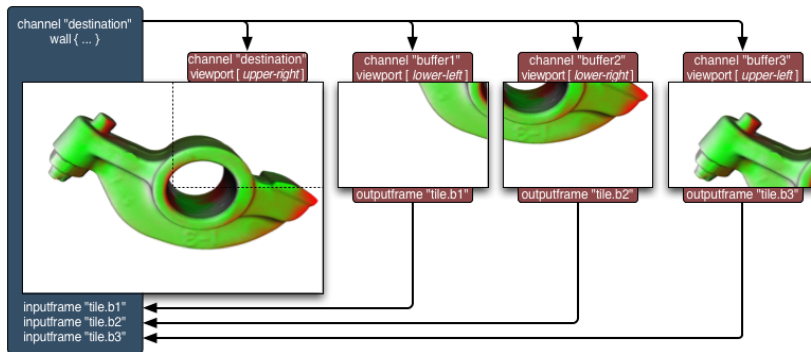 channel "destination"
wall { ... }
channel "destination"
viewport [ upper-right]
channel "buffer1"
viewport [ lower-left]
channel "buffer2"
viewport [ lower-right]
channel "buffer3"
viewport [ upper-left]
outputframe "tile.b1"
outputframe "tile.b2"
outputframe "tile.b3"
inputframe "tile.b1"
inputframe "tile.b2"
inputframe "tile.b3"